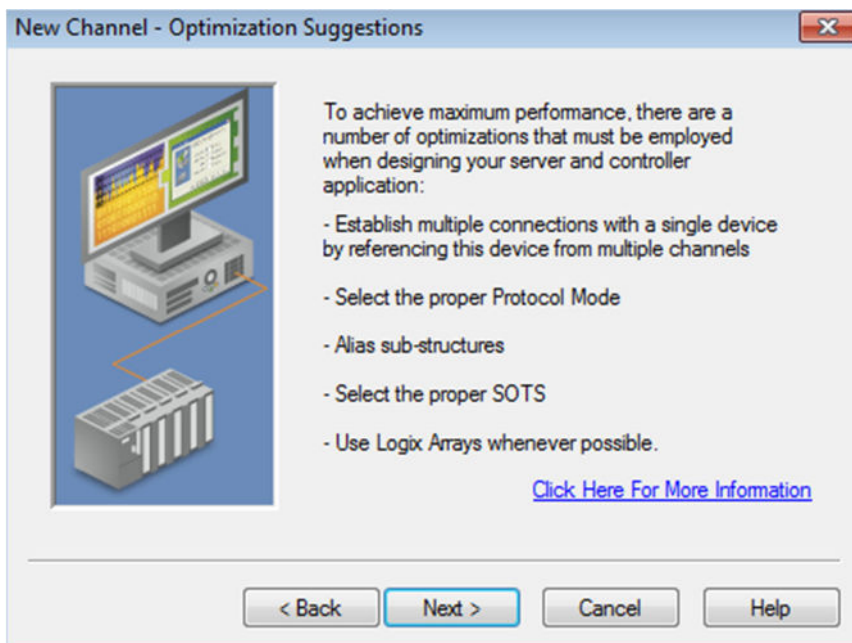 New Channel - Optimization Suggestions
To achieve maximum performance, there are a
number of optimizations that must be employed
when designing your server and controller
application:
- Establish multiple connections with a single device
by referencing this device from multiple channels
- Select the proper Protocol Mode
- Alias sub-structures
- Select the proper SOTS
- Use Logix Arrays whenever possible.
Click Here For More Information
< Back
Next >
Cancel
Help